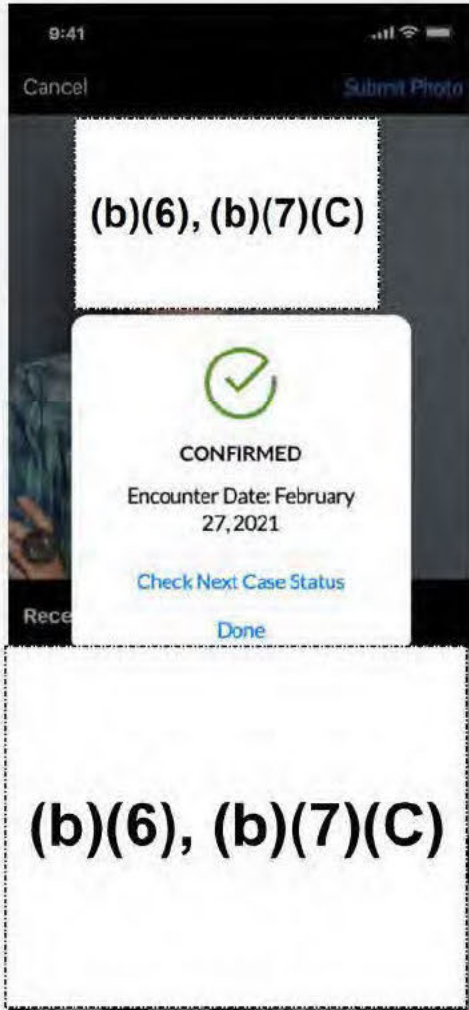 9:41
Cancel
Submit Photo
(b)(6), (b)(7)(C)
CONFIRMED
Encounter Date: February
27, 2021
Check Next Case Status
Rece
Done
(b)(6), (b)(7)(C)